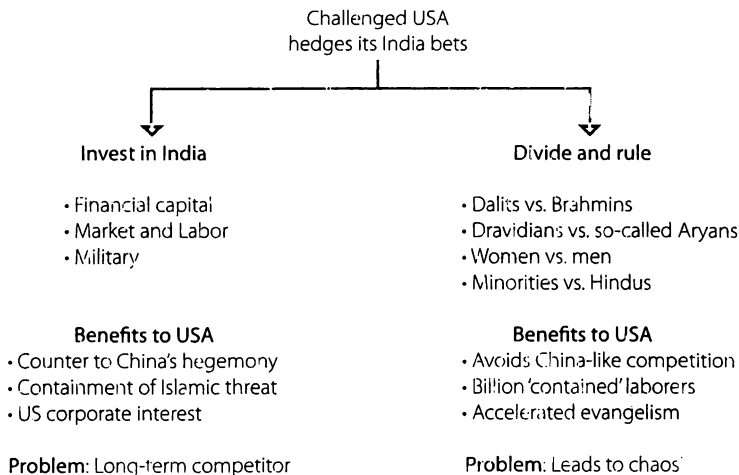 Challenged USA
hedges its India bets
Invest in India
• Financial capital
• Market and Labor
• Military
Benefits to USA
• Counter to China's hegemony
• Containment of Islamic threat
• US corporate interest
Problem: Long-term competitor
Divide and rule
• Dalits vs. Brahmins
• Dravidians vs. so-called Aryans
• Women vs. men
• Minorities vs. Hindus
Benefits to USA
• Avoids China-like competition
• Billion 'contained' laborers
• Accelerated evangelism
Problem: Leads to chaos